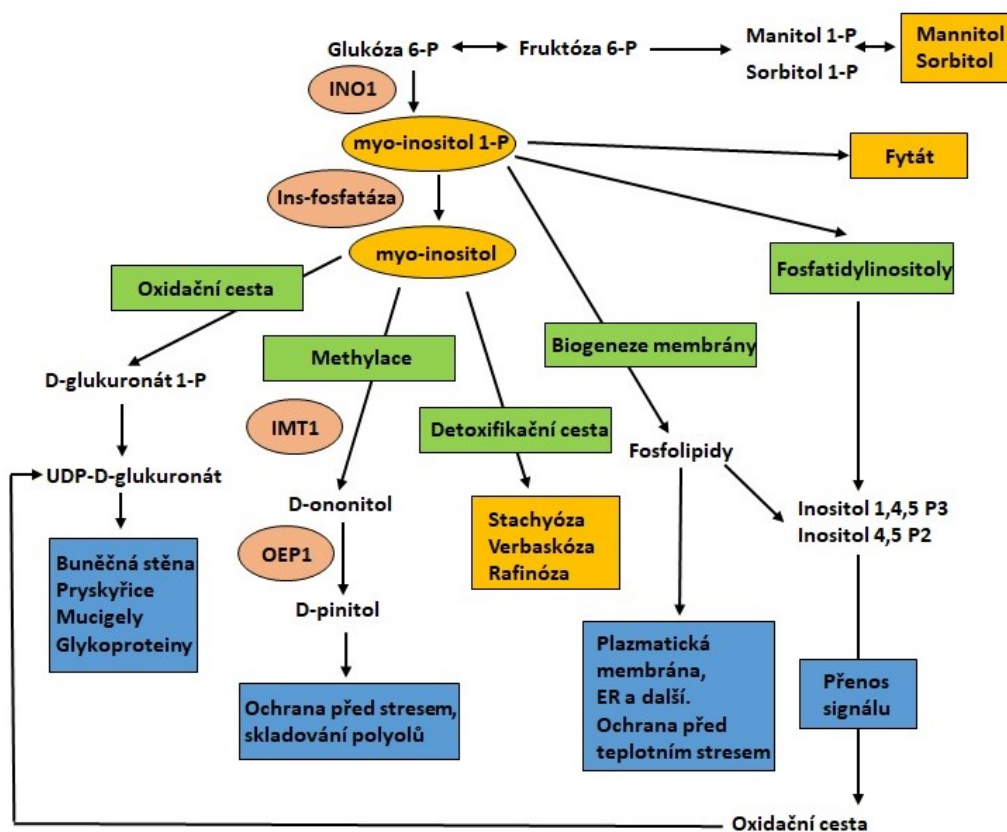 Glukóza 6-P
Fruktóza 6-P
Manitol 1-P
Sorbitol 1-P
Mannitol
Sorbitol
INO1
myo-inositol 1-P
Fytát
Ins-fosfatáza
myo-inositol
Fosfatidylinositoly
Oxidační cesta
Methylace
Biogeneze membrány
D-glukuronát 1-P
IMT1
Detoxifikační cesta
Fosfolipidy
UDP-D-glukuronát
D-ononitol
Stachyóza
Verbaskóza
Rafinóza
Inositol 1,4,5 P3
Inositol 4,5 P2
OEP1
Buněčná stěna
Pryskyřice
Mucigely
Glykoproteiny
D-pinitol
Plazmatická
membrána,
ER a další.
Ochrana před
teplotním stresem
Přenos
signálu
Ochrana před stresem,
skladování polyolů
Oxidační cesta